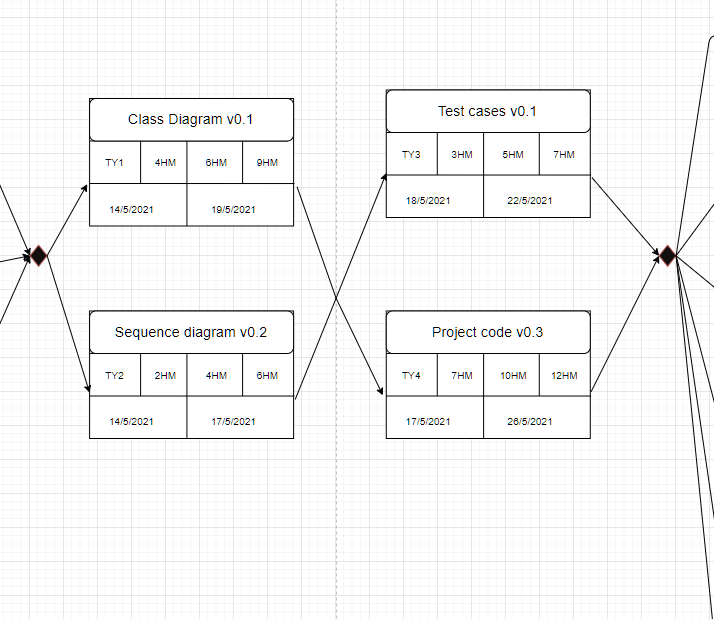 Class Diagram v0.1
TY1 4HM 6HM 9HM
14/5/2021 19/5/2021
Test cases v0.1
TY3 3HM 5HM 7HM
18/5/2021 22/5/2021
Sequence diagram v0.2
TY2 2HM 4HM 6HM
14/5/2021 17/5/2021
Project code v0.3
TY4 7HM 10HM 12HM
17/5/2021 26/5/2021